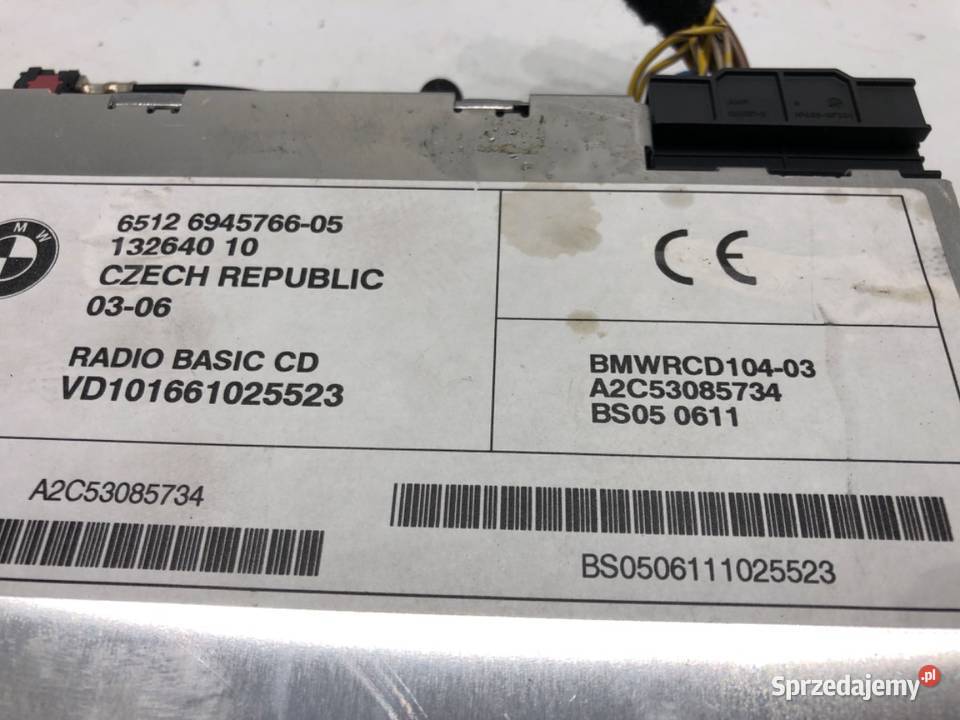 BMW
6512 6945766-05
132640 10
CZECH REPUBLIC
03-06
RADIO BASIC CD
VD101661025523
CE
BMWRCD104-03
A2C53085734
BS05 0611
A2C53085734
BS0506111025523
Sprzedajemy.pl